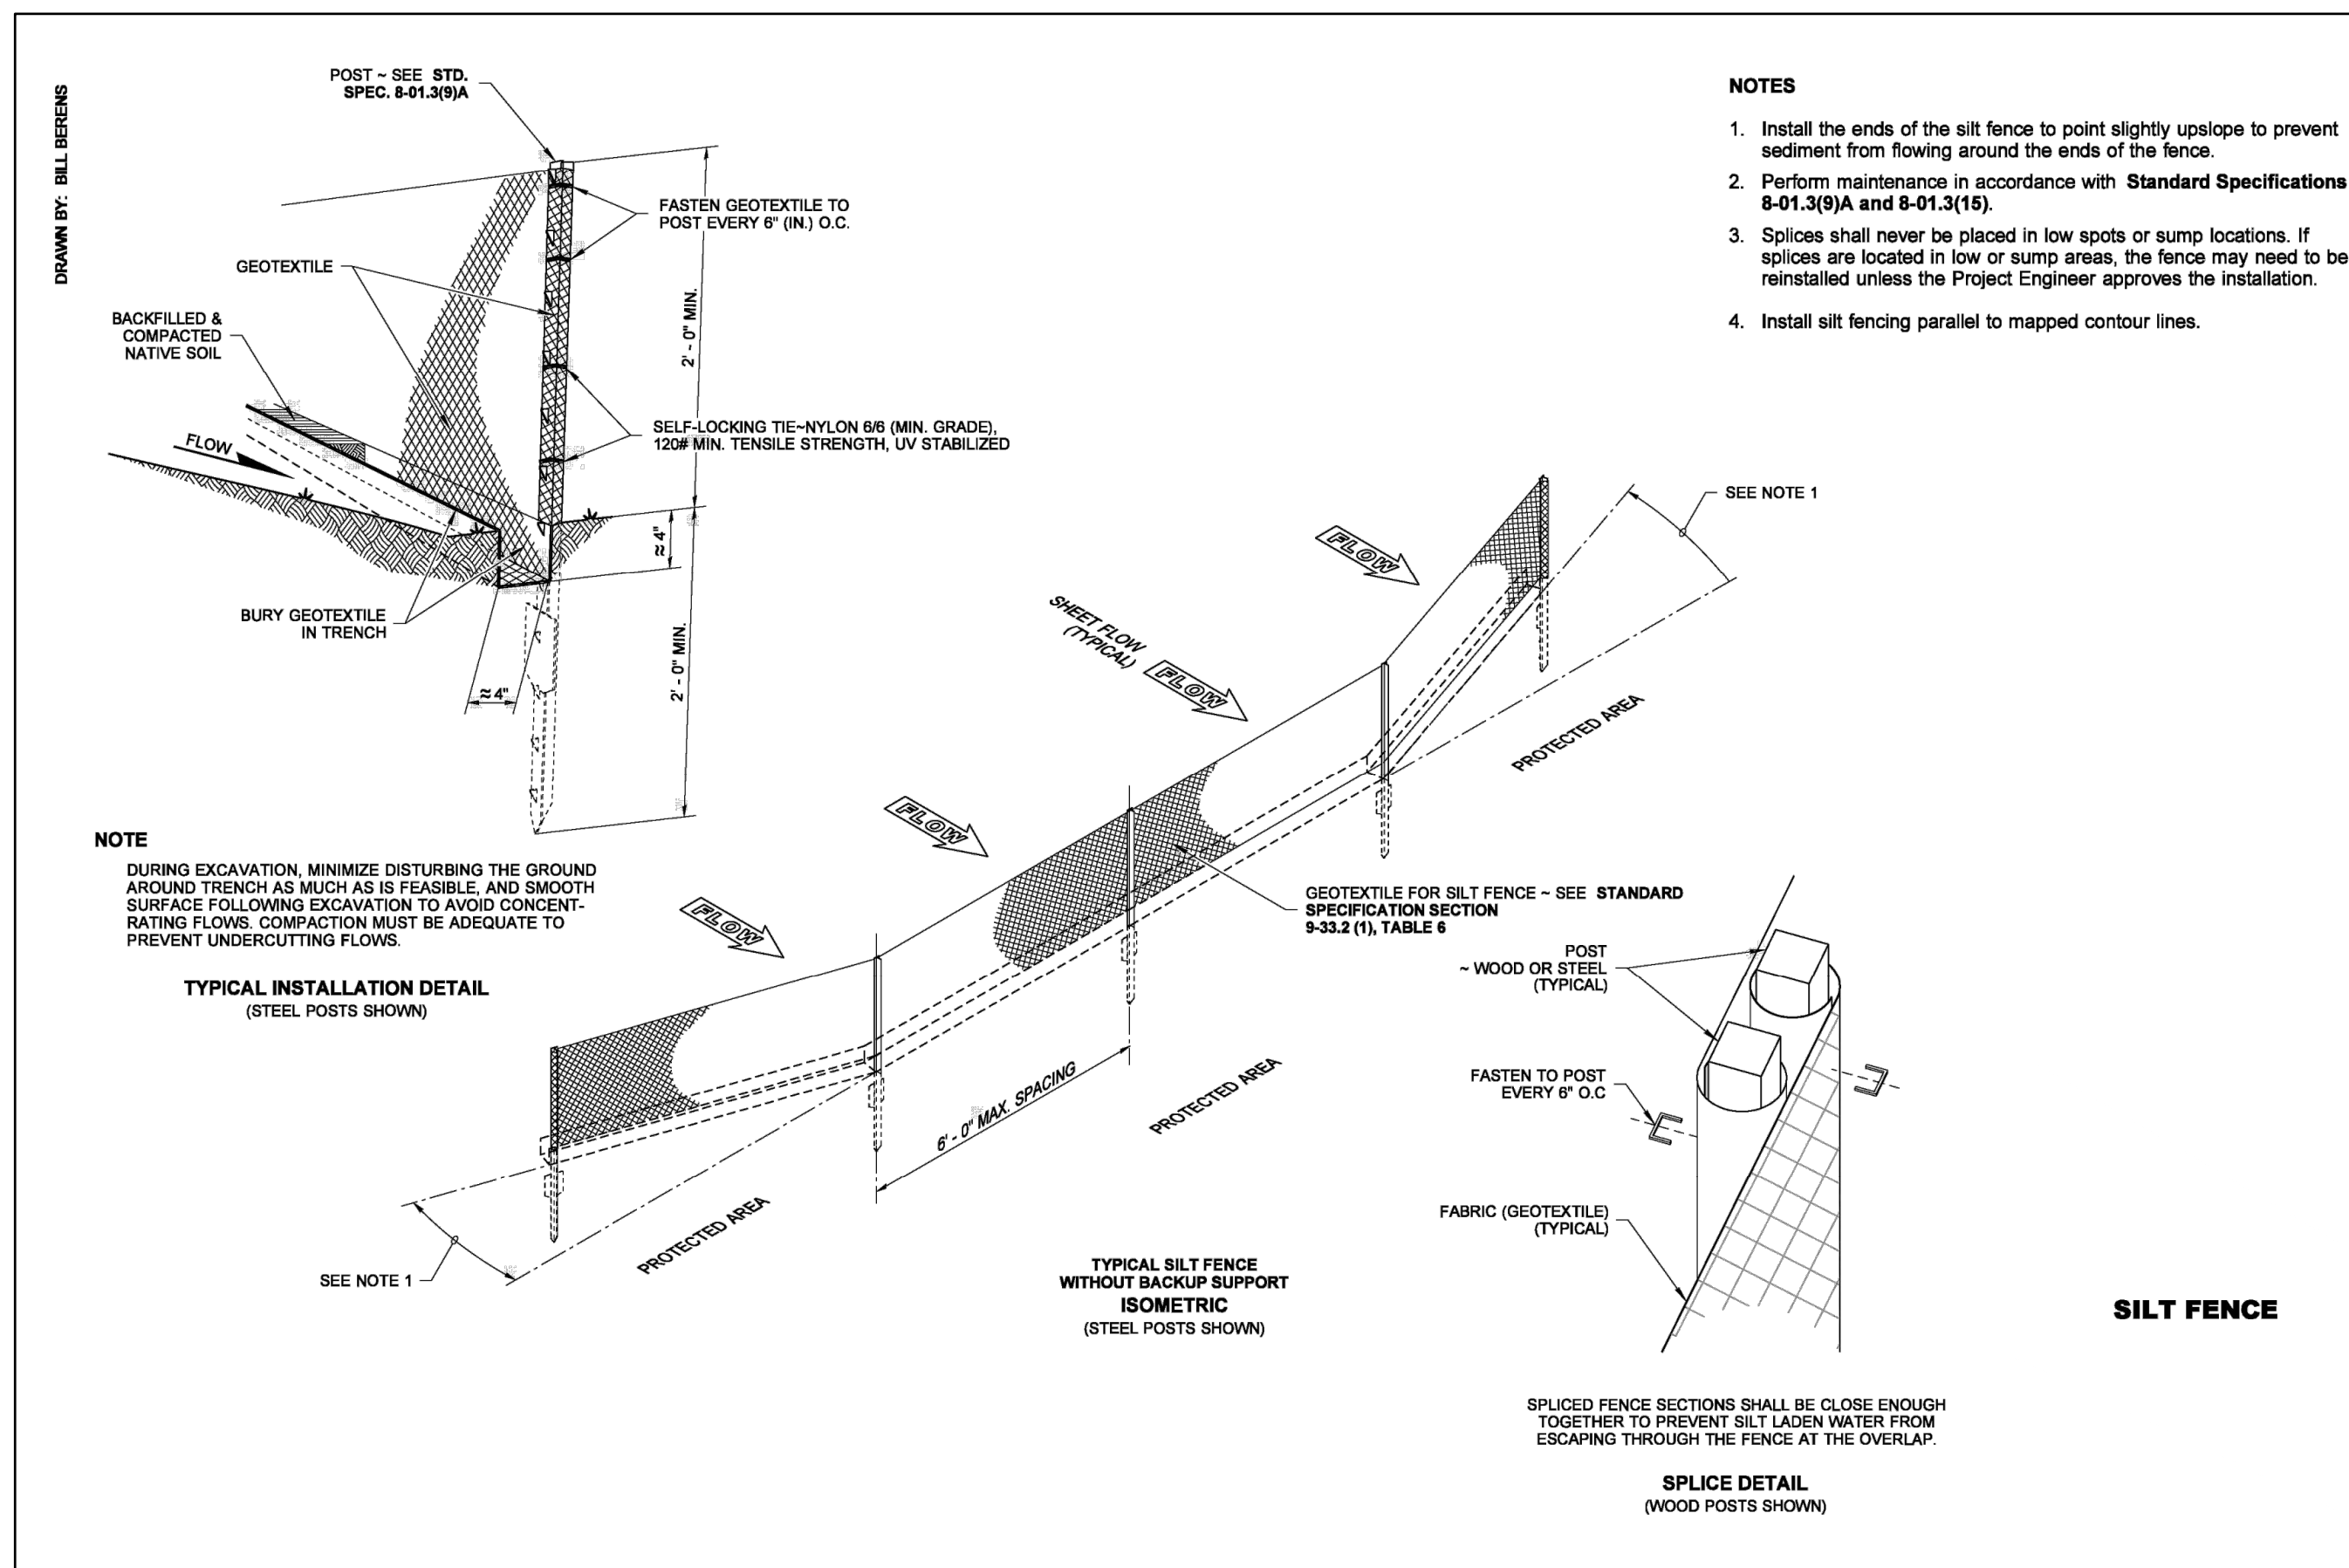 DRAWN BY: BILL BERENS
POST ~ SEE STD.
SPEC. 8-01.3(9)A
FASTEN GEOTEXTILE TO
POST EVERY 6" (IN.) O.C.
GEOTEXTILE
BACKFILLED &
COMPACTED
NATIVE SOIL
FLOW
2' - 0" MIN.
SELF-LOCKING TIE~NYLON 6/6 (MIN. GRADE),
120# MIN. TENSILE STRENGTH, UV STABILIZED
≈ 4"
BURY GEOTEXTILE
IN TRENCH
≈ 4"
2' - 0" MIN.
NOTE
DURING EXCAVATION, MINIMIZE DISTURBING THE GROUND
AROUND TRENCH AS MUCH AS IS FEASIBLE, AND SMOOTH
SURFACE FOLLOWING EXCAVATION TO AVOID CONCENT-
RATING FLOWS. COMPACTION MUST BE ADEQUATE TO
PREVENT UNDERCUTTING FLOWS.
TYPICAL INSTALLATION DETAIL
(STEEL POSTS SHOWN)
NOTES
1. Install the ends of the silt fence to point slightly upslope to prevent
sediment from flowing around the ends of the fence.
2. Perform maintenance in accordance with Standard Specifications
8-01.3(9)A and 8-01.3(15).
3. Splices shall never be placed in low spots or sump locations. If
splices are located in low or sump areas, the fence may need to be
reinstalled unless the Project Engineer approves the installation.
4. Install silt fencing parallel to mapped contour lines.
SEE NOTE 1
FLOW
SHEET FLOW
(TYPICAL)
FLOW
PROTECTED AREA
FLOW
FLOW
GEOTEXTILE FOR SILT FENCE ~ SEE STANDARD
SPECIFICATION SECTION
9-33.2 (1), TABLE 6
6' - 0" MAX. SPACING
PROTECTED AREA
PROTECTED AREA
SEE NOTE 1
TYPICAL SILT FENCE
WITHOUT BACKUP SUPPORT
ISOMETRIC
(STEEL POSTS SHOWN)
POST
~ WOOD OR STEEL
(TYPICAL)
FASTEN TO POST
EVERY 6" O.C
FABRIC (GEOTEXTILE)
(TYPICAL)
SPLICED FENCE SECTIONS SHALL BE CLOSE ENOUGH
TOGETHER TO PREVENT SILT LADEN WATER FROM
ESCAPING THROUGH THE FENCE AT THE OVERLAP.
SPLICE DETAIL
(WOOD POSTS SHOWN)
SILT FENCE